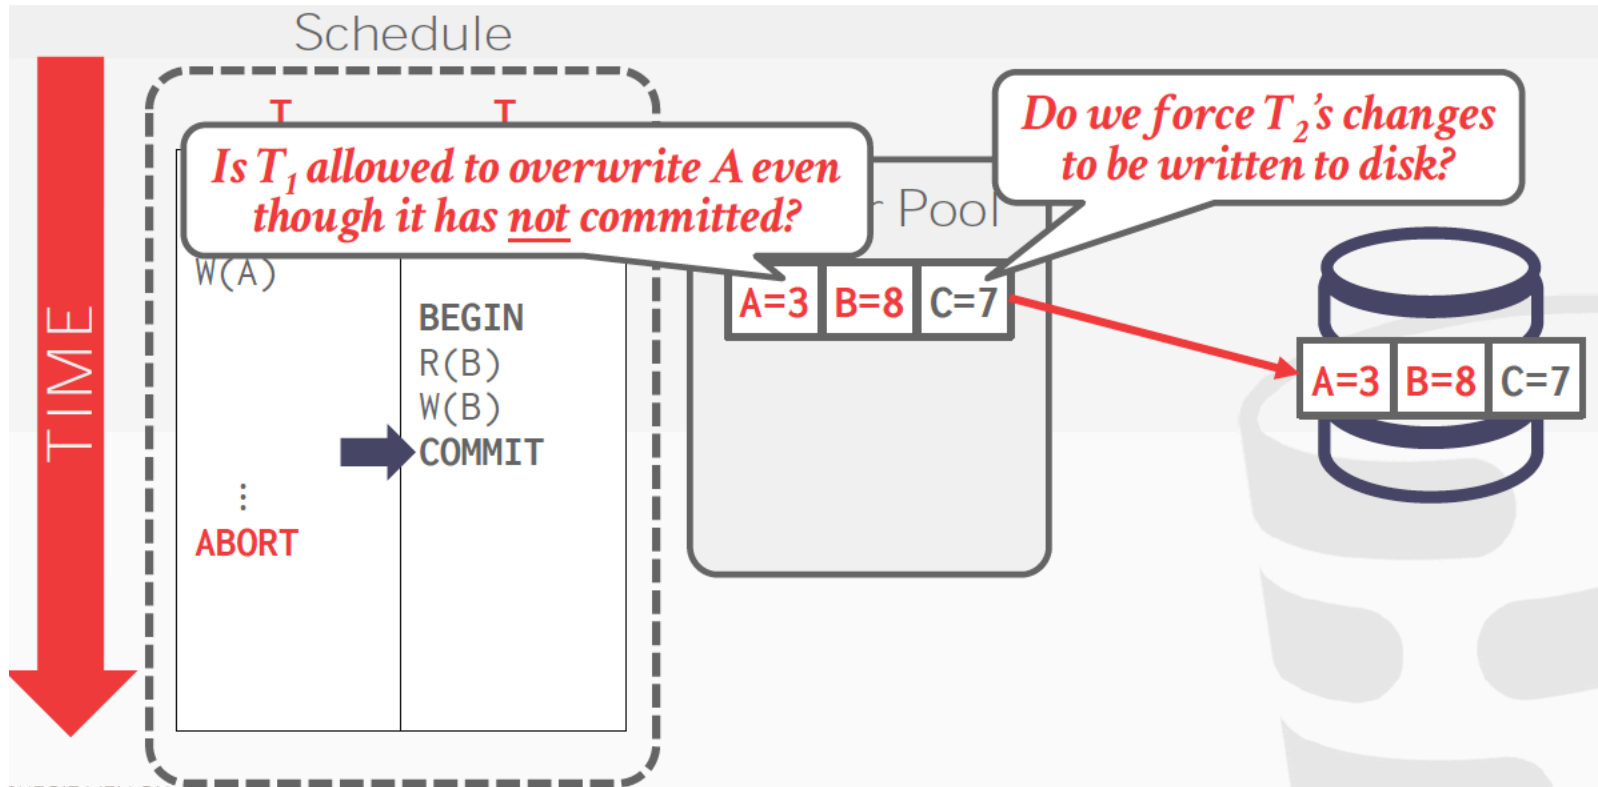 Schedule
T
T
Is T₁ allowed to overwrite A even
though it has not committed?
Do we force T₂'s changes
to be written to disk?
Pool
W(A)
A=3 B=8 C=7
BEGIN
R(B)
W(B)
COMMIT
⋮
ABORT
A=3 B=8 C=7
TIME